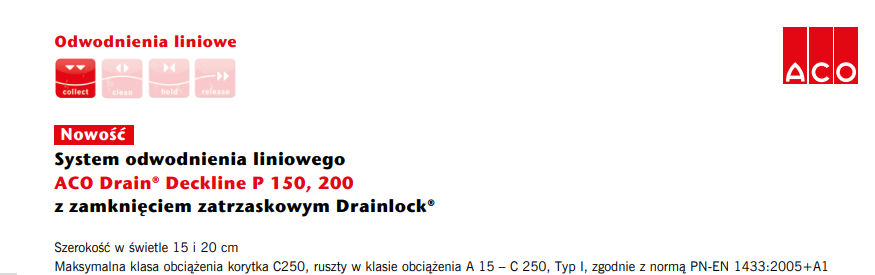 Odwodnienia liniowe
ACO
collect
clean
hold
release
Nowość
System odwodnienia liniowego
ACO Drain® Deckline P 150, 200
z zamknięciem zatrzaskowym Drainlock®
Szerokość w świetle 15 i 20 cm
Maksymalna klasa obciążenia korytka C250, ruszty w klasie obciążenia A 15 – C 250, Typ I, zgodnie z normą PN-EN 1433:2005+A1